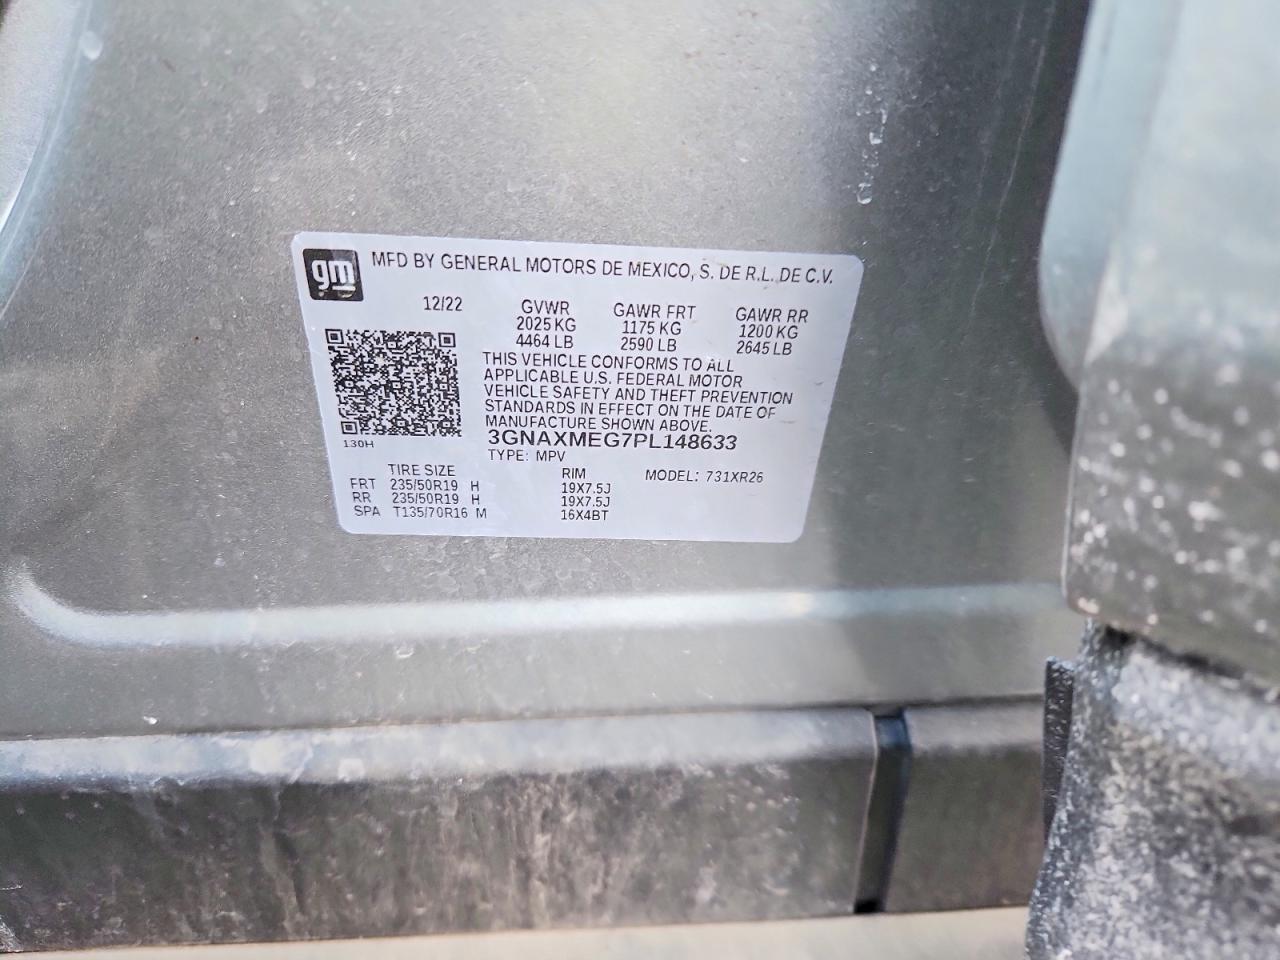 gm
MFD BY GENERAL MOTORS DE MEXICO, S. DE R.L. DE C.V.
12/22 GVWR GAWR FRT GAWR RR
2025 KG 1175 KG 1200 KG
4464 LB 2590 LB 2645 LB
THIS VEHICLE CONFORMS TO ALL
APPLICABLE U.S. FEDERAL MOTOR
VEHICLE SAFETY AND THEFT PREVENTION
STANDARDS IN EFFECT ON THE DATE OF
MANUFACTURE SHOWN ABOVE.
3GNAXMEG7PL148633
130H
TYPE: MPV
TIRE SIZE RIM MODEL: 731XR26
FRT 235/50R19 H 19X7.5J
RR 235/50R19 H 19X7.5J
SPA T135/70R16 M 16X4BT